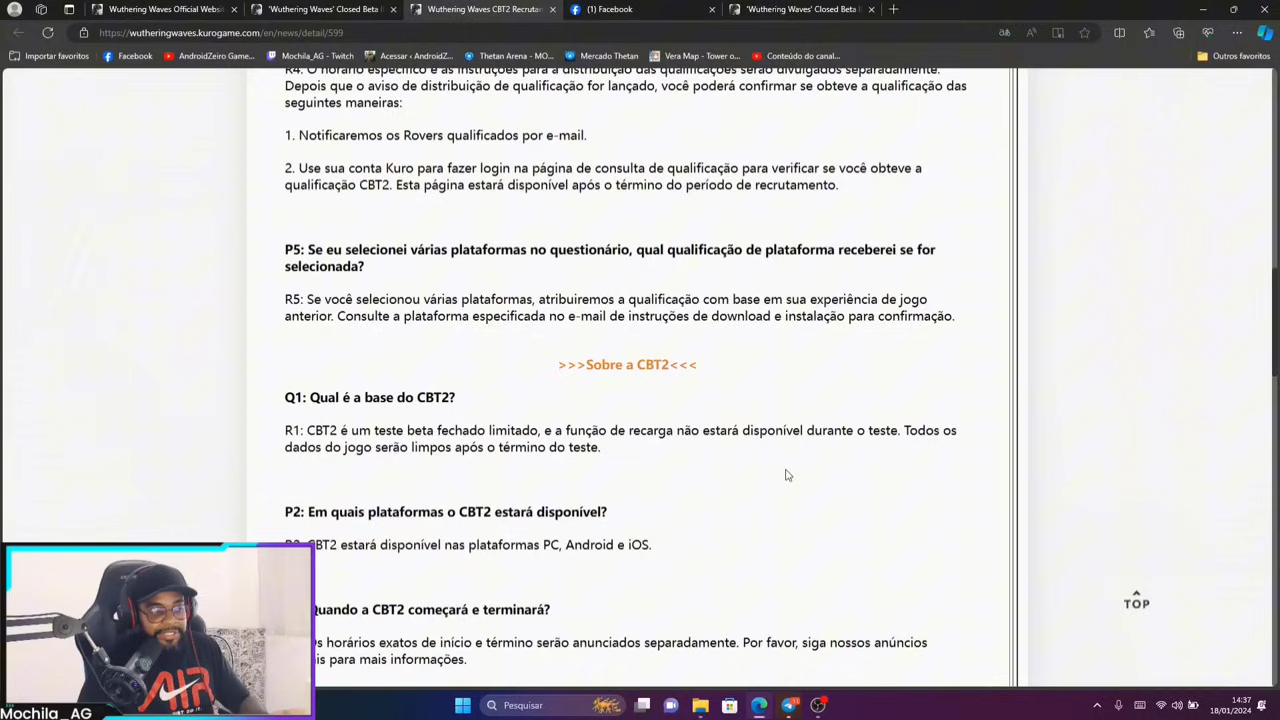 Wuthering Waves Official Websit
'Wuthering Waves' Closed Beta I
Wuthering Waves CBT2 Recrutam
(1) Facebook
'Wuthering Waves' Closed Beta I
https://wutheringwaves.kurogame.com/en/news/detail/599
Importar favoritos
Facebook
AndroidZeiro Game...
Mochila_AG - Twitch
Acessar ‹ AndroidZ...
Thetan Arena - MO...
Mercado Thetan
Vera Map - Tower o...
Conteúdo do canal...
Outros favoritos
R4: O horário específico e as instruções para a distribuição das qualificações serão divulgados separadamente.
Depois que o aviso de distribuição de qualificação for lançado, você poderá confirmar se obteve a qualificação das
seguintes maneiras:
1. Notificaremos os Rovers qualificados por e-mail.
2. Use sua conta Kuro para fazer login na página de consulta de qualificação para verificar se você obteve a
qualificação CBT2. Esta página estará disponível após o término do período de recrutamento.
P5: Se eu selecionei várias plataformas no questionário, qual qualificação de plataforma receberei se for
selecionada?
R5: Se você selecionou várias plataformas, atribuiremos a qualificação com base em sua experiência de jogo
anterior. Consulte a plataforma especificada no e-mail de instruções de download e instalação para confirmação.
>>>Sobre a CBT2<<<
Q1: Qual é a base do CBT2?
R1: CBT2 é um teste beta fechado limitado, e a função de recarga não estará disponível durante o teste. Todos os
dados do jogo serão limpos após o término do teste.
P2: Em quais plataformas o CBT2 estará disponível?
CBT2 estará disponível nas plataformas PC, Android e iOS.
Quando a CBT2 começará e terminará?
horários exatos de início e término serão anunciados separadamente. Por favor, siga nossos anúncios
para mais informações.
TOP
AIR
Mochila _AG
Pesquisar
14:37
18/01/2024